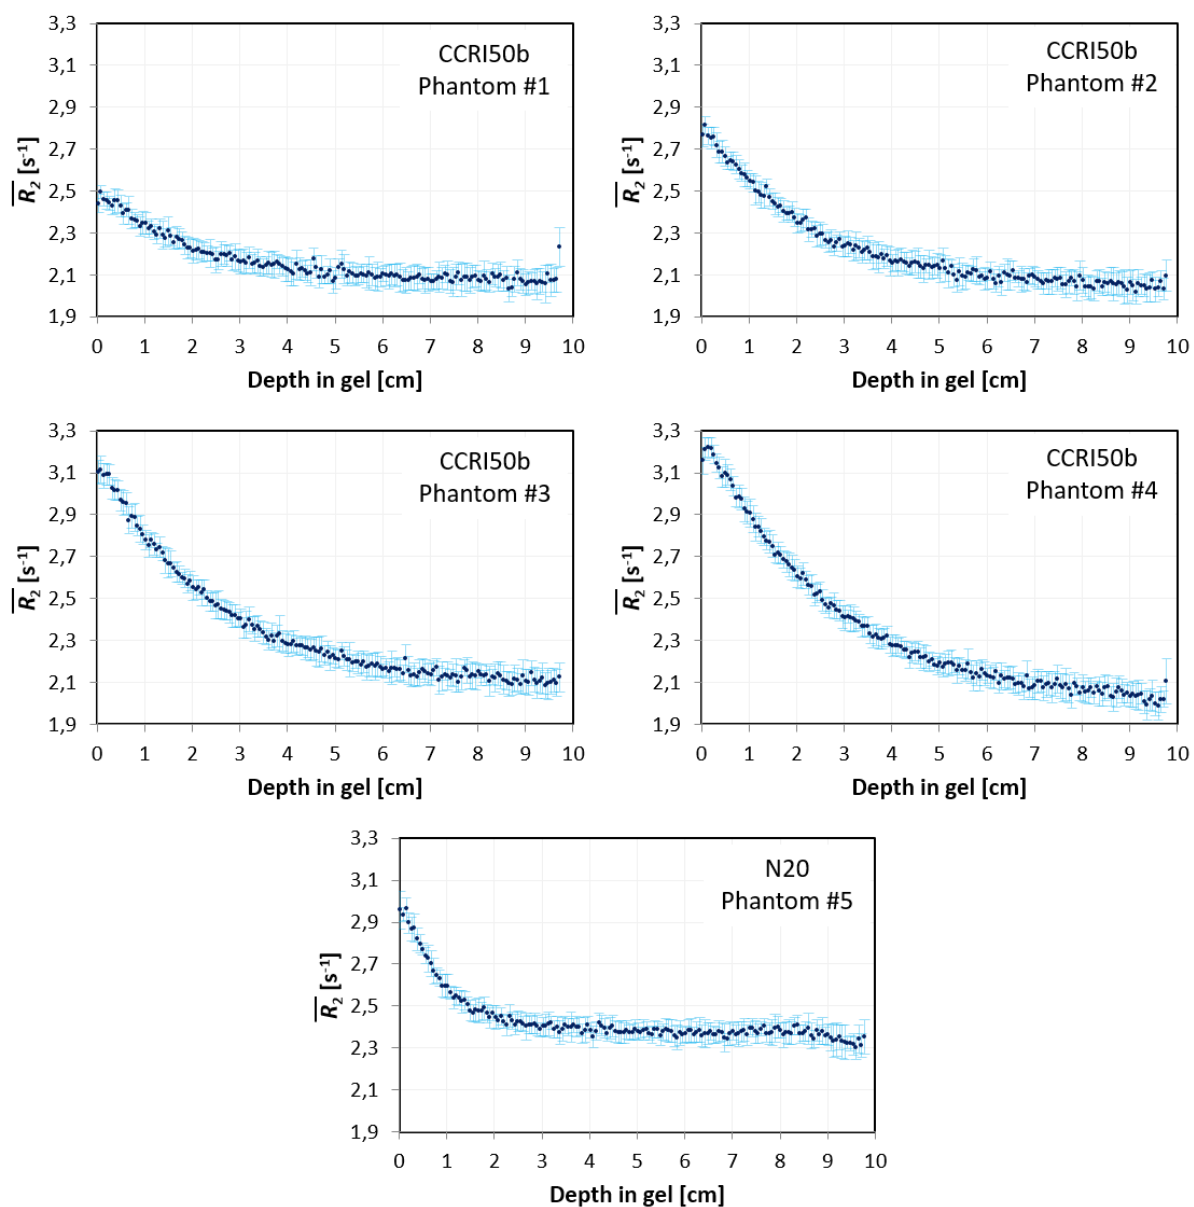 3,3
3,1
2,9
2,7
2,5
2,3
2,1
1,9
R̅₂ [s⁻¹]
CCRI50b
Phantom #1
0 1 2 3 4 5 6 7 8 9 10
Depth in gel [cm]
3,3
3,1
2,9
2,7
2,5
2,3
2,1
1,9
R̅₂ [s⁻¹]
CCRI50b
Phantom #2
0 1 2 3 4 5 6 7 8 9 10
Depth in gel [cm]
3,3
3,1
2,9
2,7
2,5
2,3
2,1
1,9
R̅₂ [s⁻¹]
CCRI50b
Phantom #3
0 1 2 3 4 5 6 7 8 9 10
Depth in gel [cm]
3,3
3,1
2,9
2,7
2,5
2,3
2,1
1,9
R̅₂ [s⁻¹]
CCRI50b
Phantom #4
0 1 2 3 4 5 6 7 8 9 10
Depth in gel [cm]
3,3
3,1
2,9
2,7
2,5
2,3
2,1
1,9
R̅₂ [s⁻¹]
N20
Phantom #5
0 1 2 3 4 5 6 7 8 9 10
Depth in gel [cm]